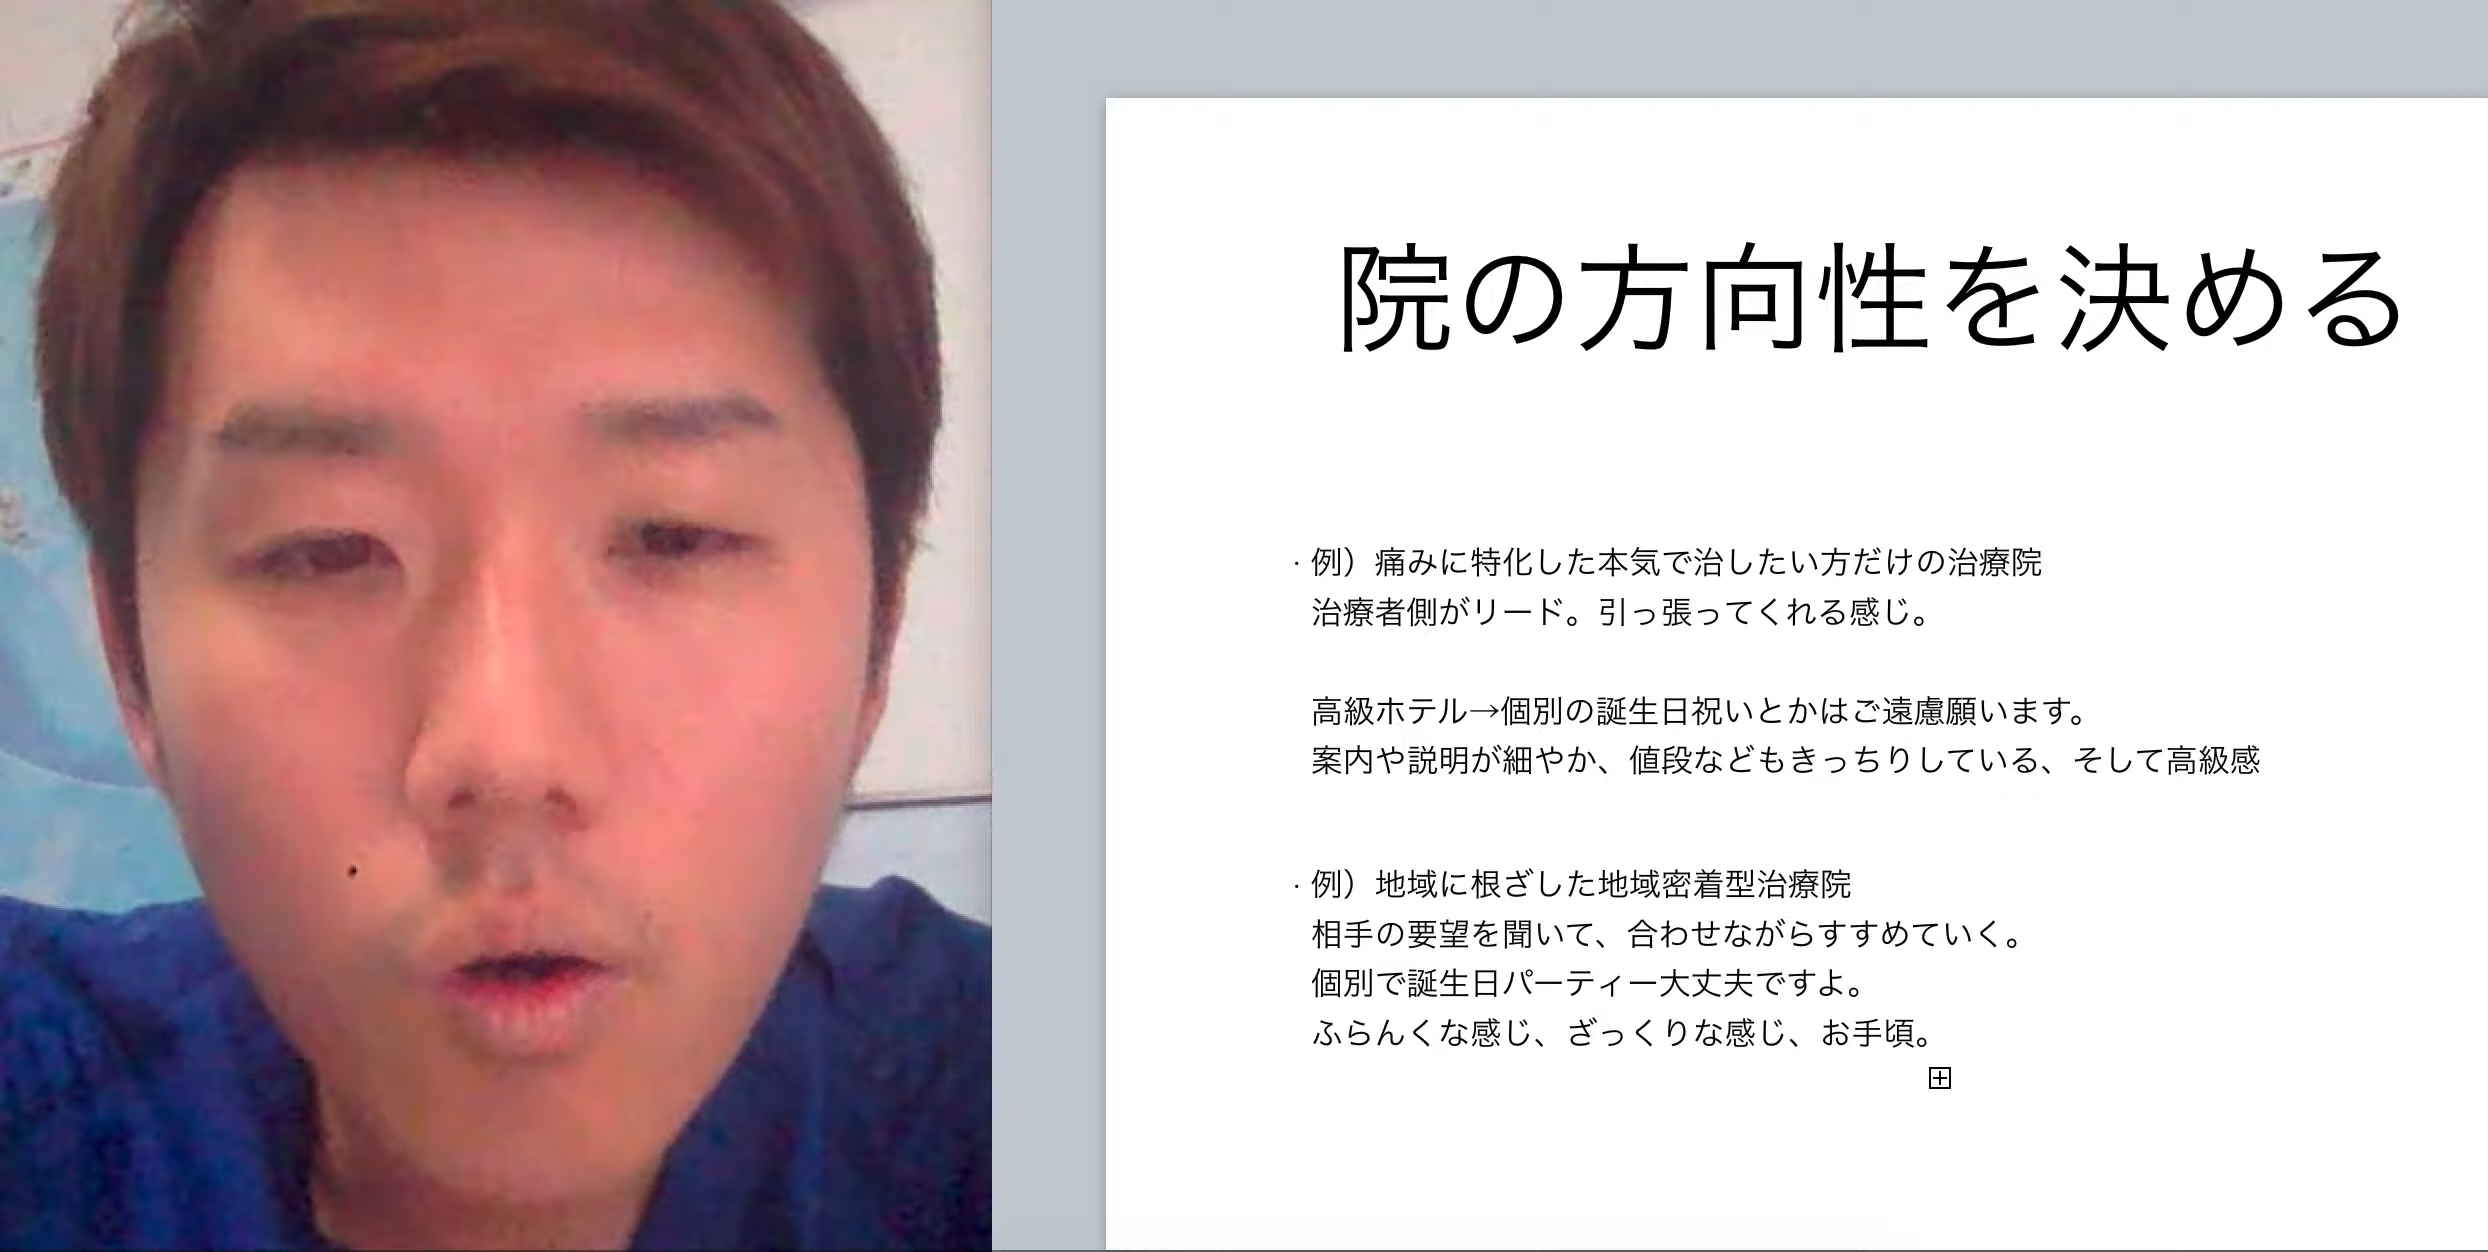 院の方向性を決める
・例）痛みに特化した本気で治したい方だけの治療院
治療者側がリード。引っ張ってくれる感じ。
高級ホテル→個別の誕生日祝いとかはご遠慮願います。
案内や説明が細やか、値段などもきっちりしている、そして高級感
・例）地域に根ざした地域密着型治療院
相手の要望を聞いて、合わせながらすすめていく。
個別で誕生日パーティー大丈夫ですよ。
ふらんくな感じ、ざっくりな感じ、お手頃。